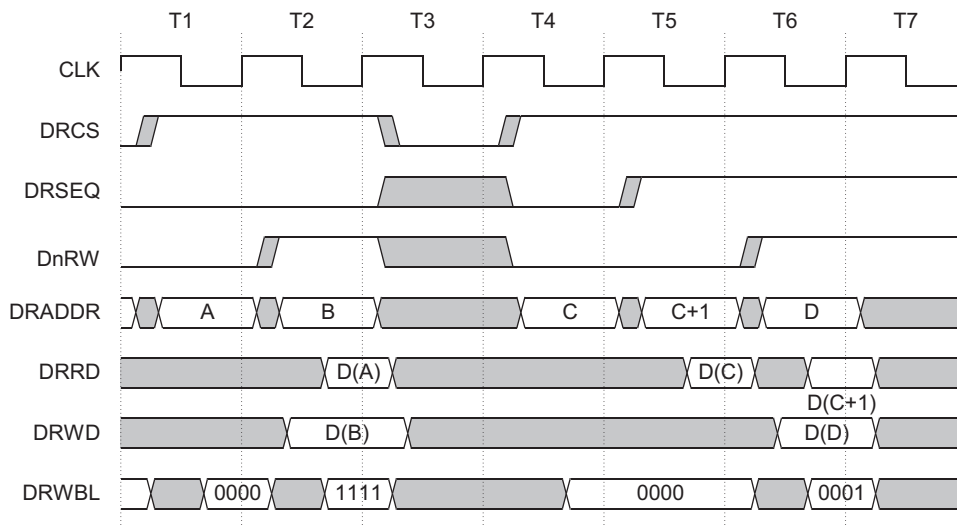 T1 T2 T3 T4 T5 T6 T7
CLK
DRCS
DRSEQ
DnRW
DRADDR A B C C+1 D
DRRD D(A) D(C)
D(C+1)
DRWD D(B) D(D)
DRWBL 0000 1111 0000 0001